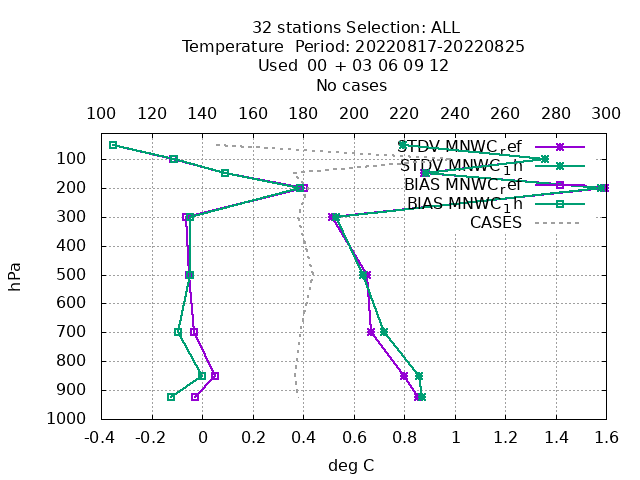 32 stations Selection: ALL
Temperature  Period: 20220817-20220825
Used  00 + 03 06 09 12
No cases
100 120 140 160 180 200 220 240 260 280 300
STDV MNWC_ref
STDV MNWC_1h
BIAS MNWC_ref
BIAS MNWC_1h
CASES
hPa
100
200
300
400
500
600
700
800
900
1000
-0.4 -0.2 0 0.2 0.4 0.6 0.8 1 1.2 1.4 1.6
deg C